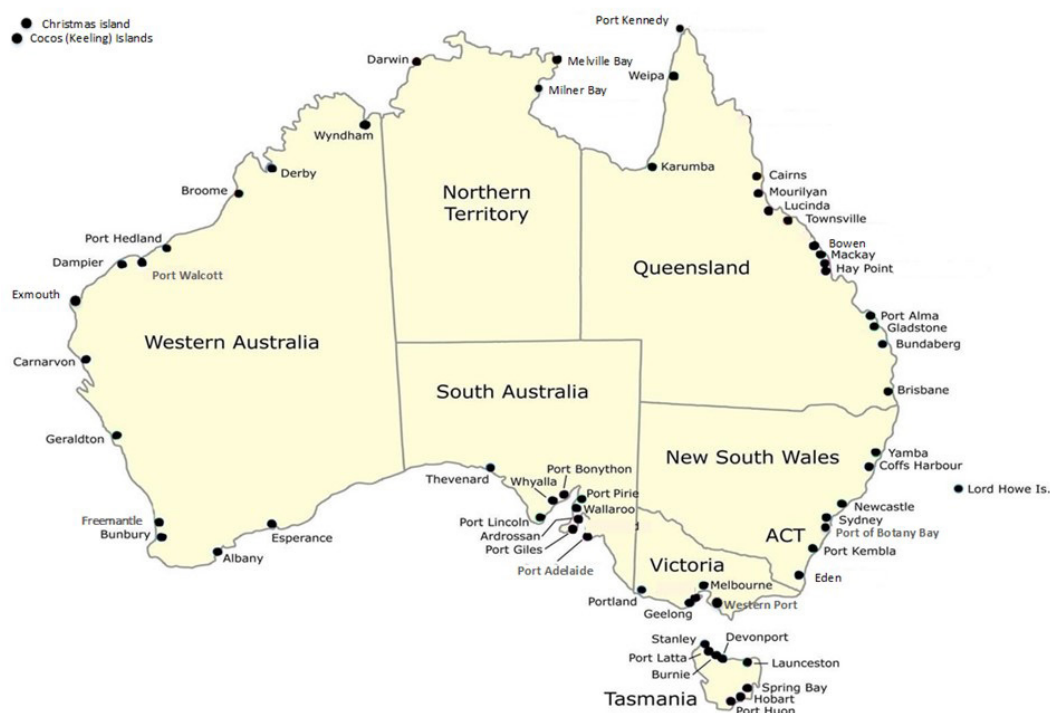 Christmas island
Cocos (Keeling) Islands
Port Kennedy
Darwin
Melville Bay
Weipa
Milner Bay
Wyndham
Karumba
Derby
Cairns
Broome
Northern
Territory
Mourilyan
Lucinda
Townsville
Port Hedland
Bowen
Mackay
Dampier
Port Walcott
Queensland
Hay Point
Exmouth
Port Alma
Gladstone
Western Australia
Bundaberg
Carnarvon
South Australia
Brisbane
Geraldton
New South Wales
Yamba
Coffs Harbour
Thevenard
Port Bonython
Whyalla
Port Pirie
Lord Howe Is.
Wallaroo
Newcastle
Freemantle
Port Lincoln
Sydney
Bunbury
Esperance
Ardrossan
ACT
Port of Botany Bay
Albany
Port Giles
Port Kembla
Port Adelaide
Victoria
Eden
Melbourne
Portland
Geelong
Western Port
Stanley
Devonport
Port Latta
Launceston
Burnie
Spring Bay
Tasmania
Hobart
Port Huon